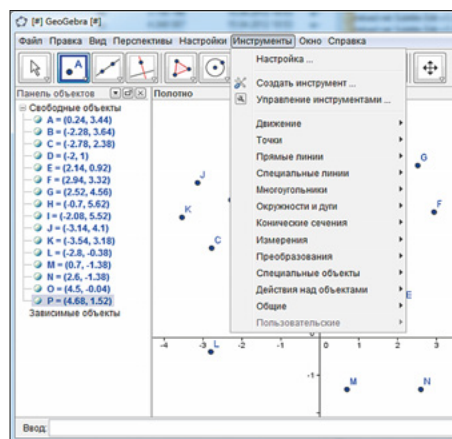 [#] GeoGebra [#]
Файл Правка Вид Перспективы Настройки Инструменты Окно Справка
A
Панель объектов
Полотно
Свободные объекты
A = (0.24, 3.44)
B = (-2.28, 3.64)
C = (-2.78, 2.38)
D = (-2, 1)
E = (2.14, 0.92)
F = (2.94, 3.32)
G = (2.52, 4.56)
H = (-0.7, 5.62)
I = (-2.08, 5.52)
J = (-3.14, 4.1)
K = (-3.54, 3.18)
L = (-2.8, -0.38)
M = (0.7, -1.38)
N = (2.6, -1.38)
O = (4.5, -0.04)
P = (4.68, 1.52)
Зависимые объекты
Настройка ...
Создать инструмент ...
Управление инструментами ...
Движение
Точки
Прямые линии
Специальные линии
Многоугольники
Окружности и дуги
Конические сечения
Измерения
Преобразования
Специальные объекты
Действия над объектами
Общие
Пользовательские
J
K
C
G
F
E
-4 -3 -2 -1 0 1 2 3
L
-1
M
N
Ввод: